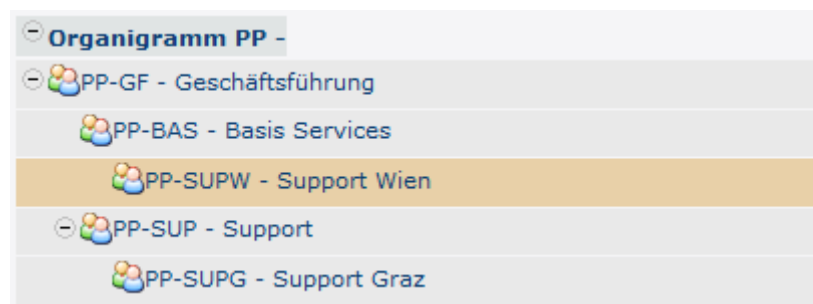 Organigramm PP -
PP-GF - Geschäftsführung
PP-BAS - Basis Services
PP-SUPW - Support Wien
PP-SUP - Support
PP-SUPG - Support Graz